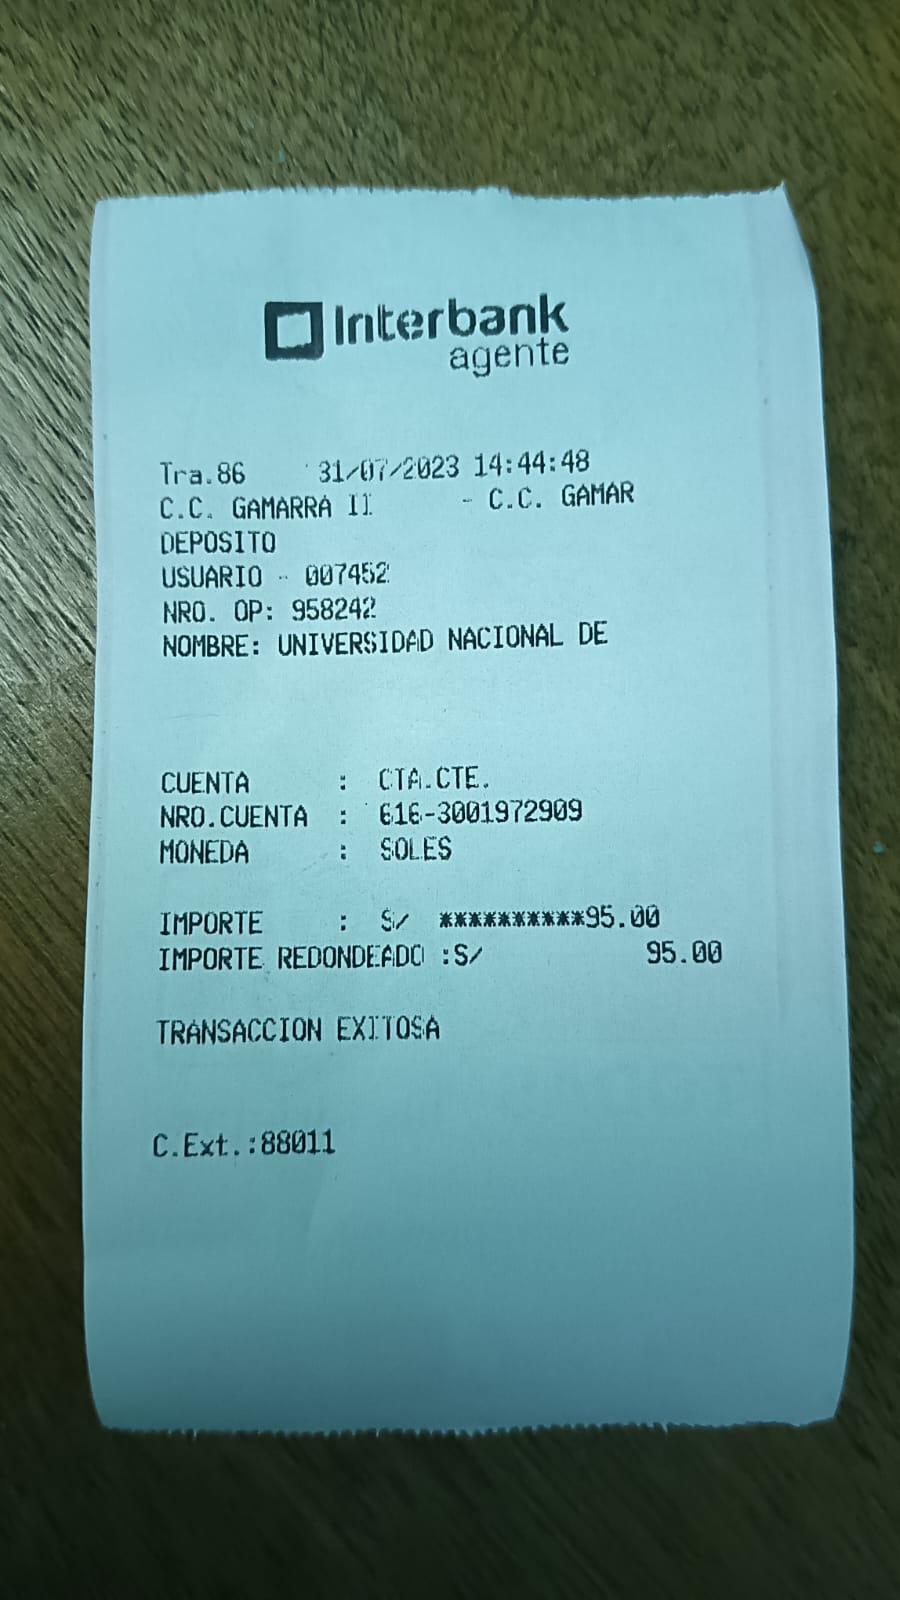 Interbank
agente
Tra.86 31/07/2023 14:44:48
C.C. GAMARRA II - C.C. GAMAR
DEPOSITO
USUARIO - 007452
NRO. OP: 958242
NOMBRE: UNIVERSIDAD NACIONAL DE
CUENTA : CTA.CTE.
NRO.CUENTA : 616-3001972909
MONEDA : SOLES
IMPORTE : S/ **********95.00
IMPORTE REDONDEADO :S/ 95.00
TRANSACCION EXITOSA
C.Ext.:88011